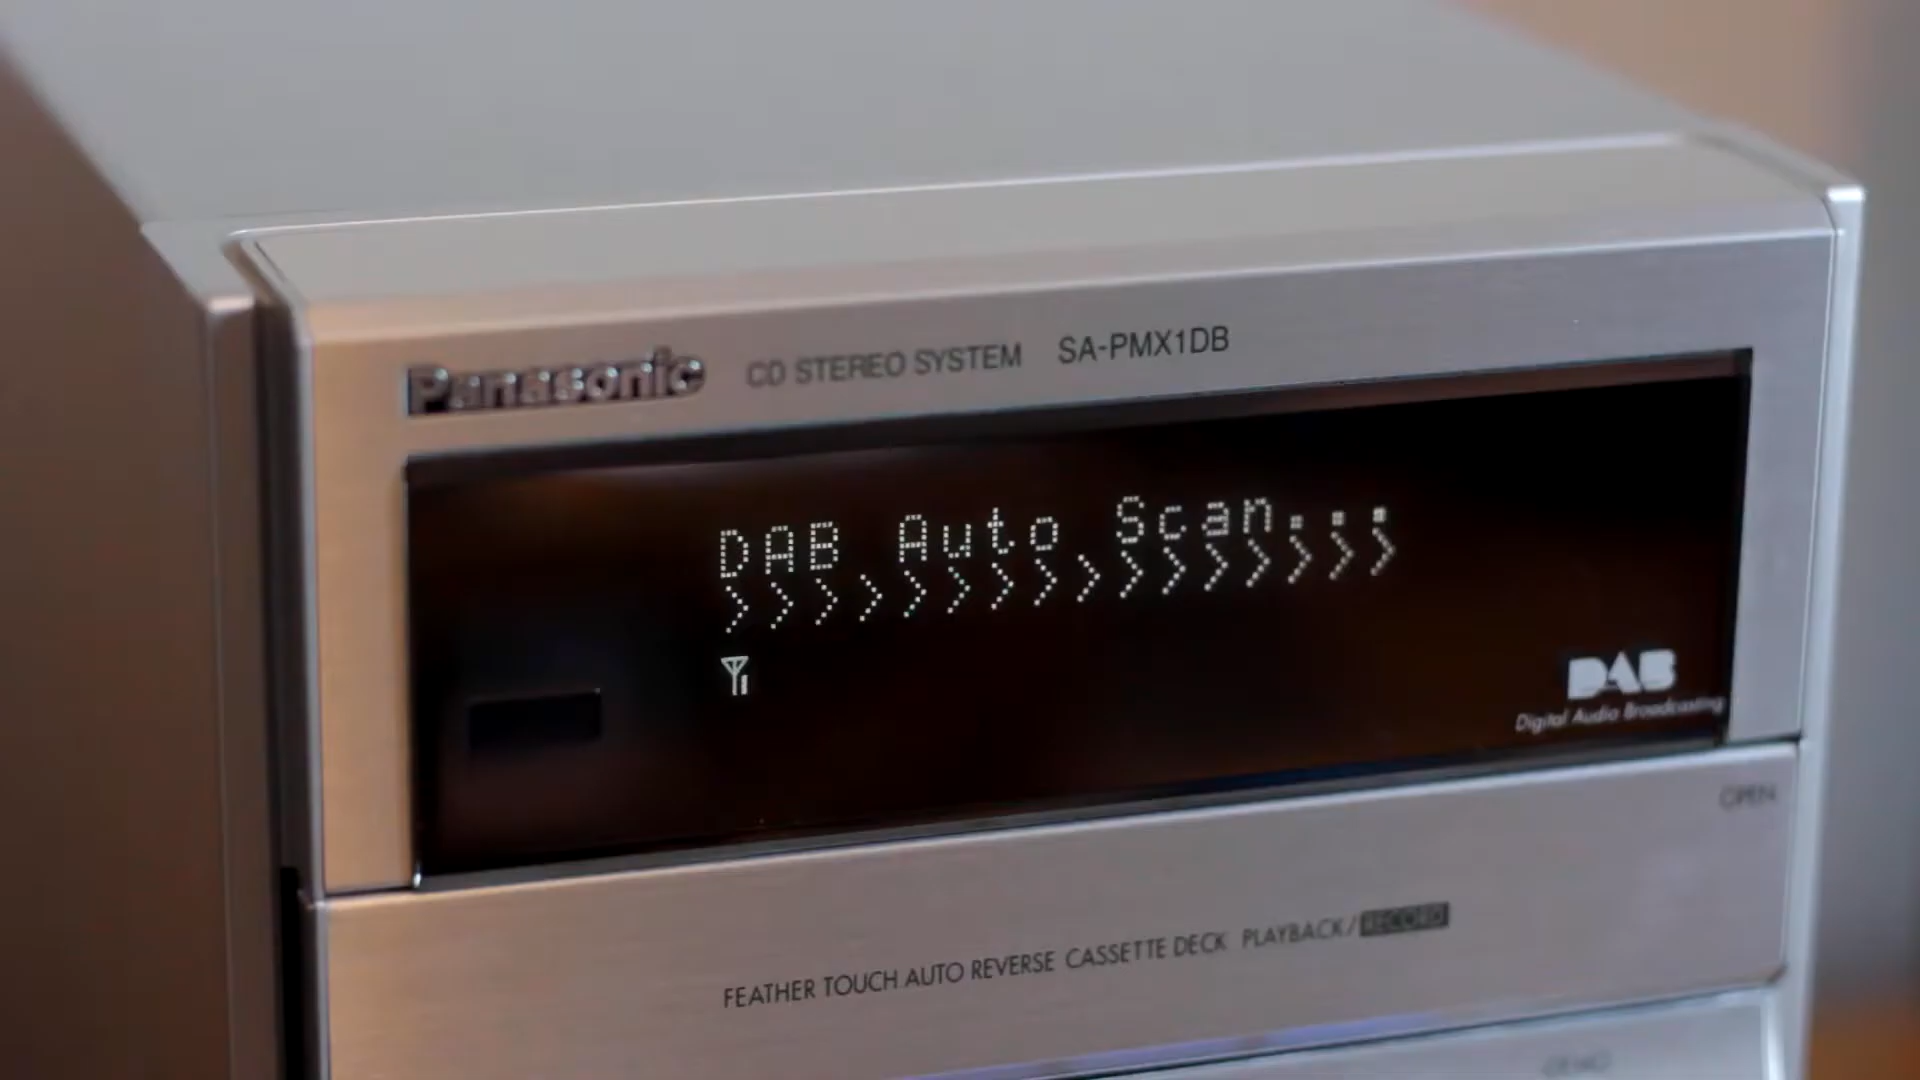 Panasonic CD STEREO SYSTEM SA-PMX1DB
DAB Auto Scan...
>>>>>>>>>>>>>>>>
DAB
Digital Audio Broadcasting
OPEN
FEATHER TOUCH AUTO REVERSE CASSETTE DECK PLAYBACK/RECORD
DEMO